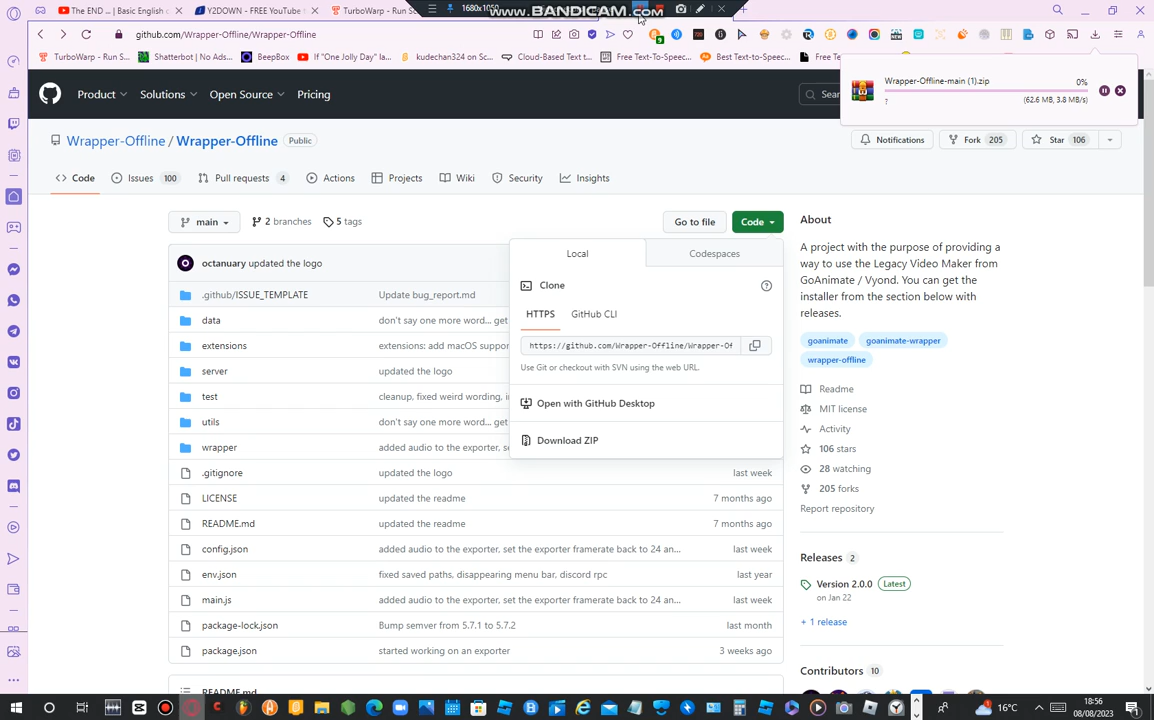 The END ... | Basic English c
Y2DOWN - FREE YouTube t
TurboWarp - Run Sc
1680x1050
www.BANDICAM.com
github.com/Wrapper-Offline/Wrapper-Offline
TurboWarp - Run S...
Shatterbot | No Ads...
BeepBox
If "One Jolly Day" la...
kudechan324 on Sc...
Cloud-Based Text t...
Free Text-To-Speec...
Best Text-to-Speec...
Free Te
Wrapper-Offline-main (1).zip
0%
?
(62.6 MB, 3.8 MB/s)
Product
Solutions
Open Source
Pricing
Sear
Wrapper-Offline / Wrapper-Offline
Public
Notifications
Fork 205
Star 106
Code
Issues 100
Pull requests 4
Actions
Projects
Wiki
Security
Insights
main
2 branches
5 tags
Go to file
Code
octanuary updated the logo
.github/ISSUE_TEMPLATE
Update bug_report.md
data
don't say one more word... get
extensions
extensions: add macOS suppor
server
updated the logo
test
cleanup, fixed weird wording, i
utils
don't say one more word... get
wrapper
added audio to the exporter, s
.gitignore
updated the logo
last week
LICENSE
updated the readme
7 months ago
README.md
updated the readme
7 months ago
config.json
added audio to the exporter, set the exporter framerate back to 24 an...
last week
env.json
fixed saved paths, disappearing menu bar, discord rpc
last year
main.js
added audio to the exporter, set the exporter framerate back to 24 an...
last week
package-lock.json
Bump semver from 5.7.1 to 5.7.2
last month
package.json
started working on an exporter
3 weeks ago
README.md
Local
Codespaces
Clone
HTTPS
GitHub CLI
https://github.com/Wrapper-Offline/Wrapper-Of
Use Git or checkout with SVN using the web URL.
Open with GitHub Desktop
Download ZIP
About
A project with the purpose of providing a
way to use the Legacy Video Maker from
GoAnimate / Vyond. You can get the
installer from the section below with
releases.
goanimate
goanimate-wrapper
wrapper-offline
Readme
MIT license
Activity
106 stars
28 watching
205 forks
Report repository
Releases 2
Version 2.0.0 Latest
on Jan 22
+ 1 release
Contributors 10
16°C
18:56
08/08/2023